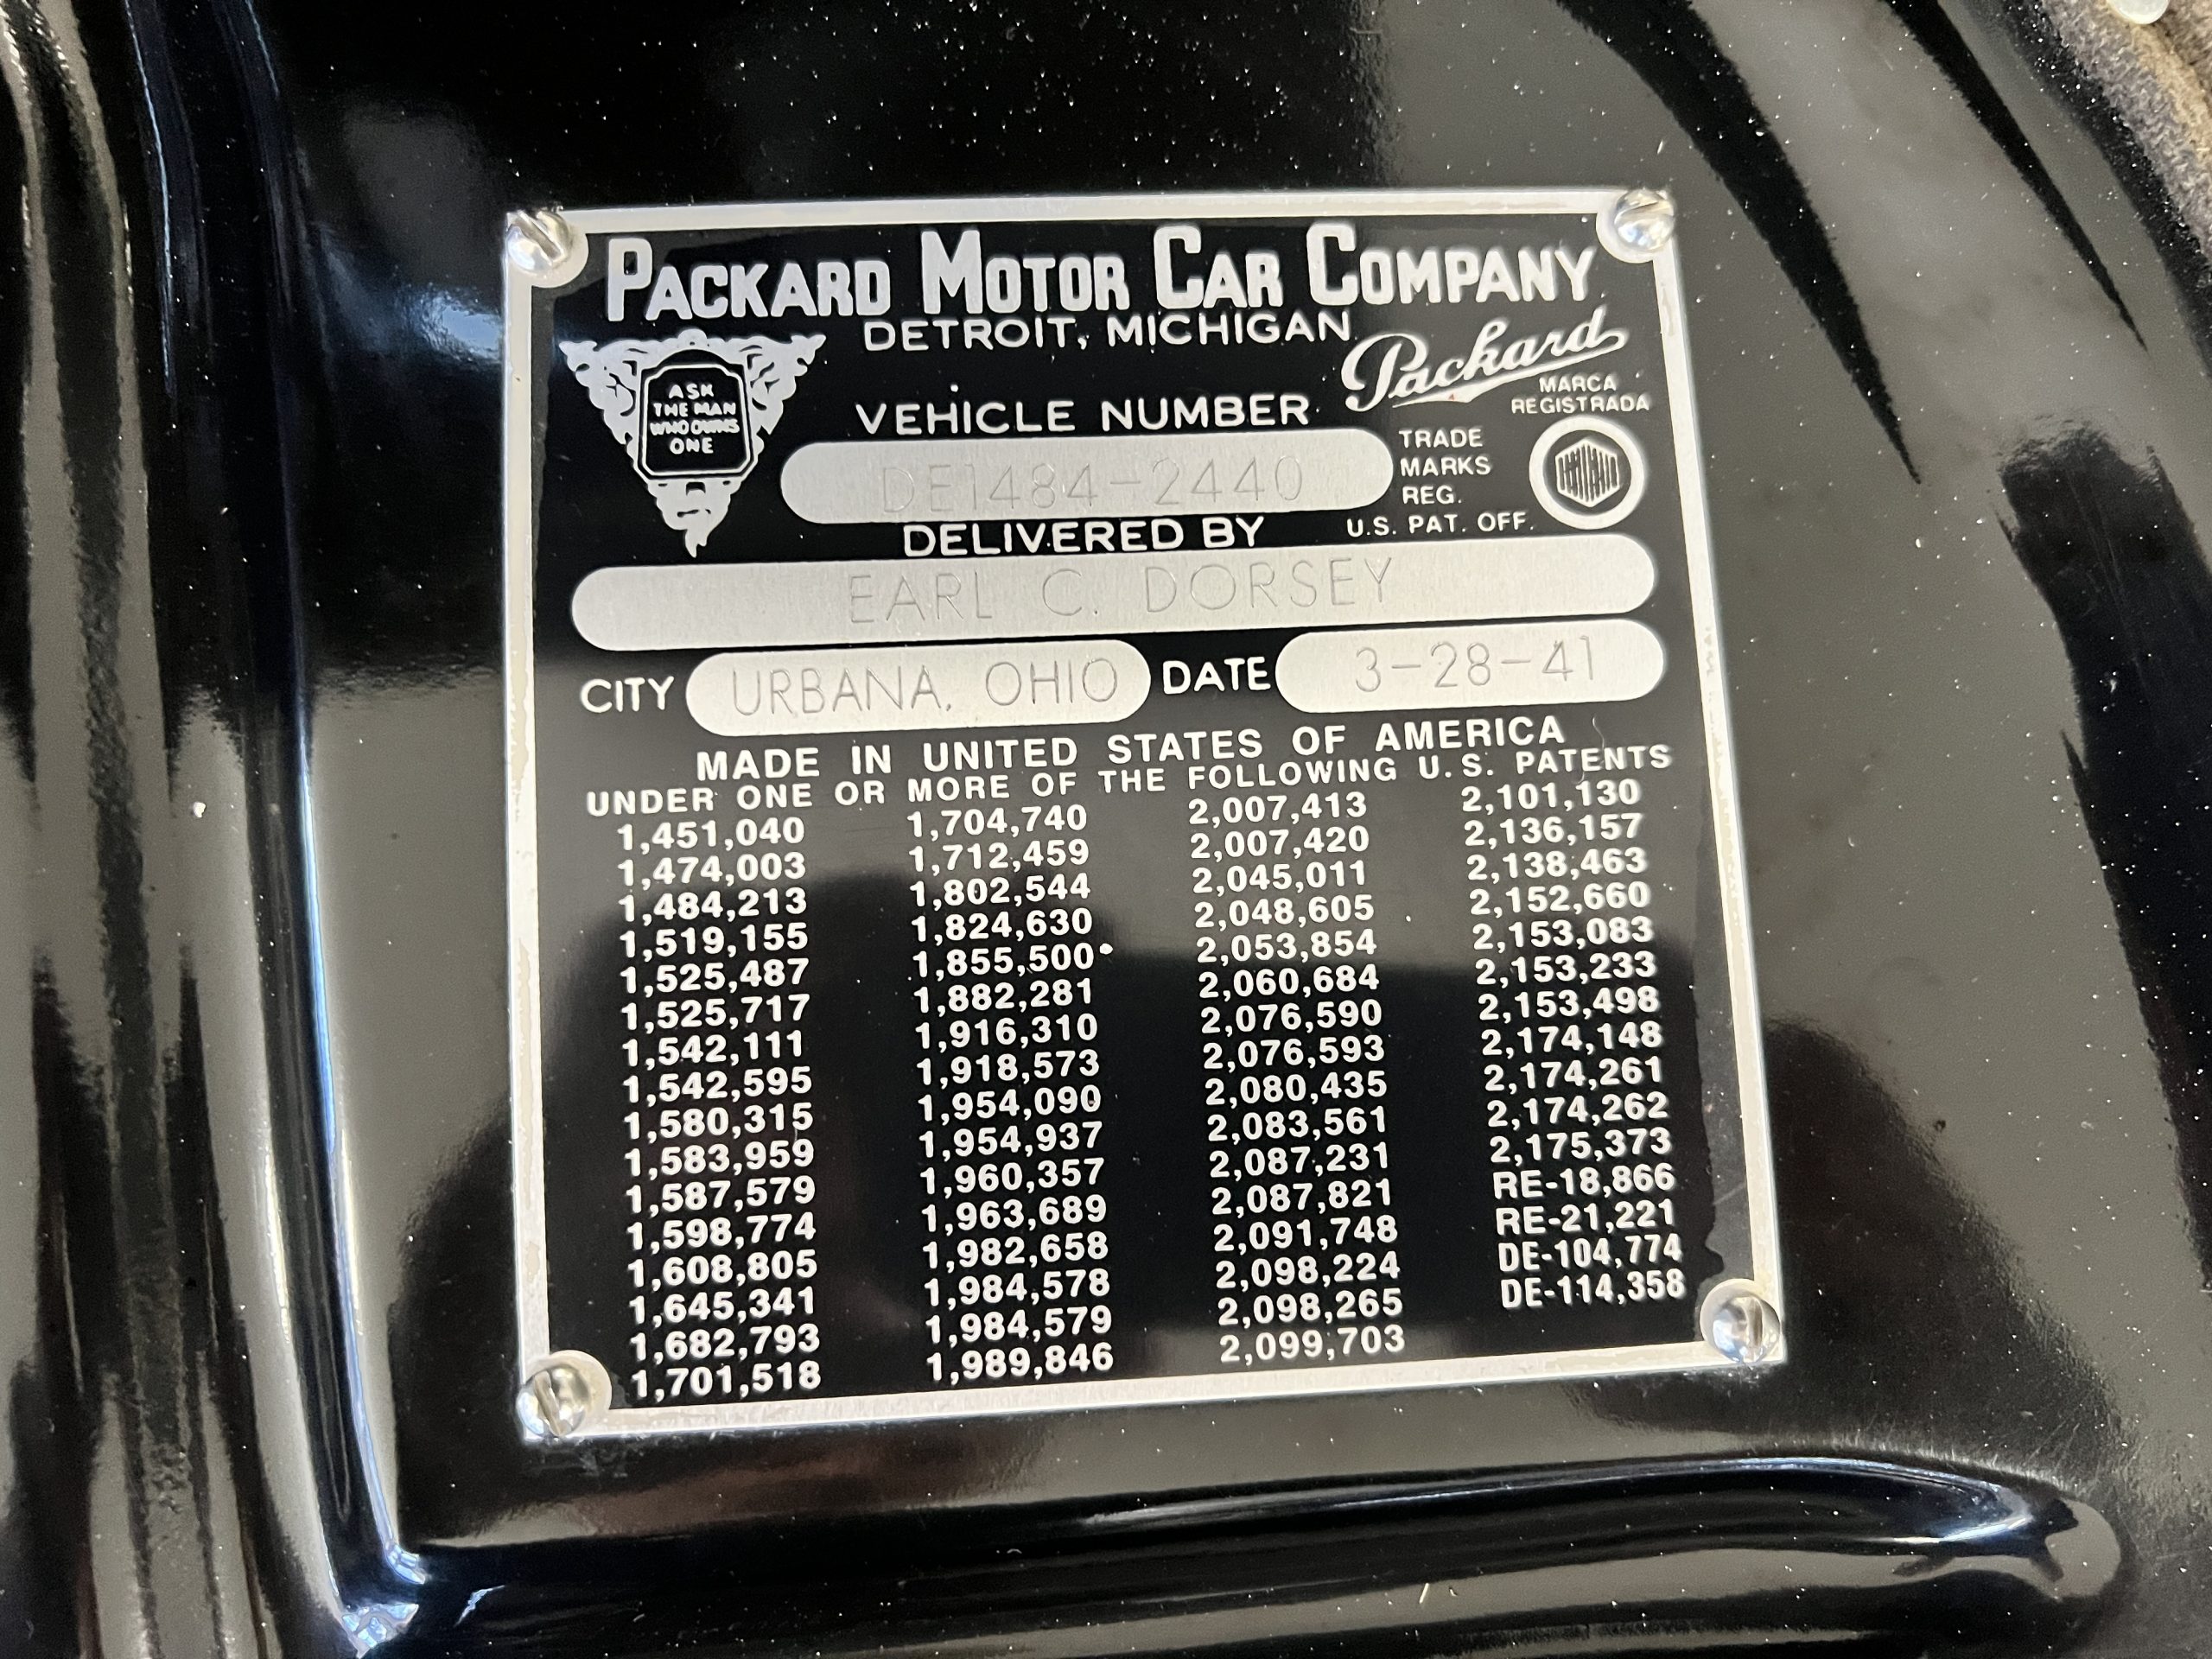 PACKARD MOTOR CAR COMPANY
DETROIT, MICHIGAN
ASK
THE MAN
WHO OWNS
ONE
Packard
MARCA
REGISTRADA
VEHICLE NUMBER
DE1484-2440
TRADE
MARKS
REG.
U.S. PAT. OFF.
DELIVERED BY
EARL C. DORSEY
CITY URBANA, OHIO DATE 3-28-41
MADE IN UNITED STATES OF AMERICA
UNDER ONE OR MORE OF THE FOLLOWING U.S. PATENTS
1,451,040 1,704,740 2,007,413 2,101,130
1,474,003 1,712,459 2,007,420 2,136,157
1,484,213 1,802,544 2,045,011 2,138,463
1,519,155 1,824,630 2,048,605 2,152,660
1,525,487 1,855,500 2,053,854 2,153,083
1,525,717 1,882,281 2,060,684 2,153,233
1,542,111 1,916,310 2,076,590 2,153,498
1,542,595 1,918,573 2,076,593 2,174,148
1,580,315 1,954,090 2,080,435 2,174,261
1,583,959 1,954,937 2,083,561 2,174,262
1,587,579 1,960,357 2,087,231 2,175,373
1,598,774 1,963,689 2,087,821 RE-18,866
1,608,805 1,982,658 2,091,748 RE-21,221
1,645,341 1,984,578 2,098,224 DE-104,774
1,682,793 1,984,579 2,098,265 DE-114,358
1,701,518 1,989,846 2,099,703